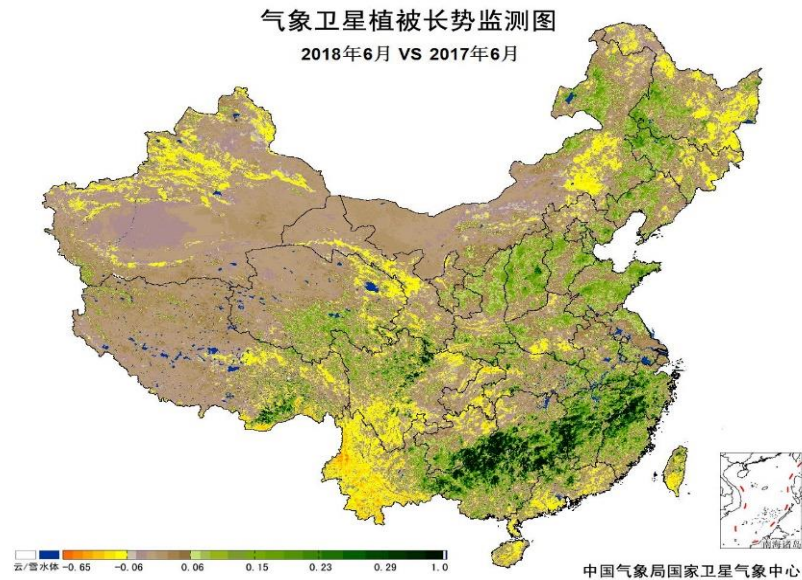 气象卫星植被长势监测图
2018年6月 VS 2017年6月
南海诸岛
云/雪 水体 -0.65 -0.06 0.06 0.15 0.23 0.29 1.0
中国气象局国家卫星气象中心